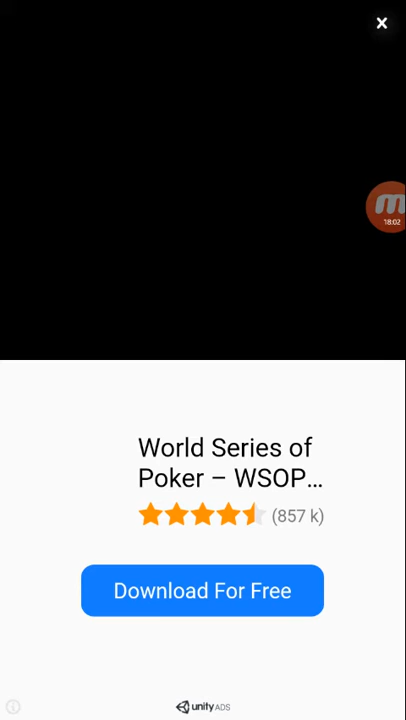 18:02
World Series of
Poker – WSOP...
(857 k)
Download For Free
unity ADS